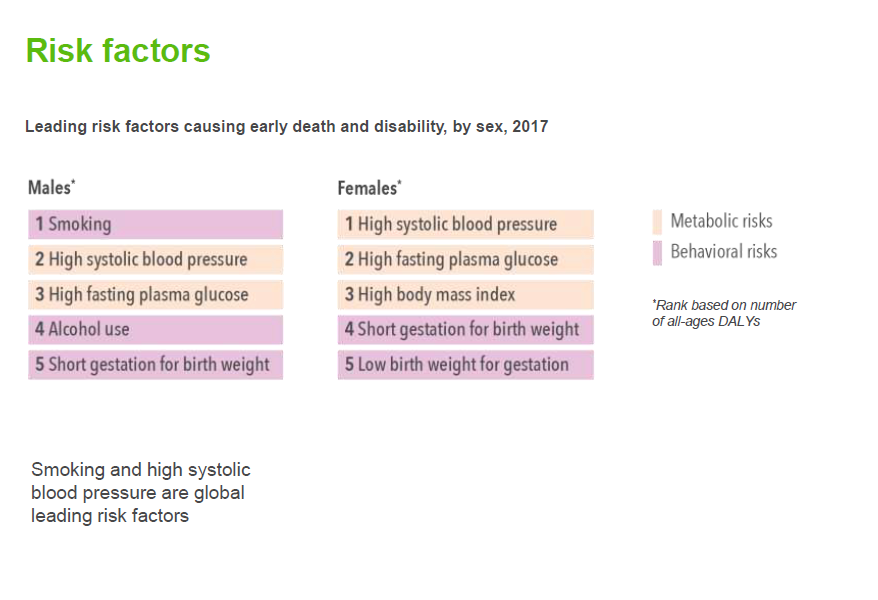 Risk factors
Leading risk factors causing early death and disability, by sex, 2017
Males*
1 Smoking
2 High systolic blood pressure
3 High fasting plasma glucose
4 Alcohol use
5 Short gestation for birth weight
Females*
1 High systolic blood pressure
2 High fasting plasma glucose
3 High body mass index
4 Short gestation for birth weight
5 Low birth weight for gestation
Metabolic risks
Behavioral risks
*Rank based on number
of all-ages DALYs
Smoking and high systolic
blood pressure are global
leading risk factors